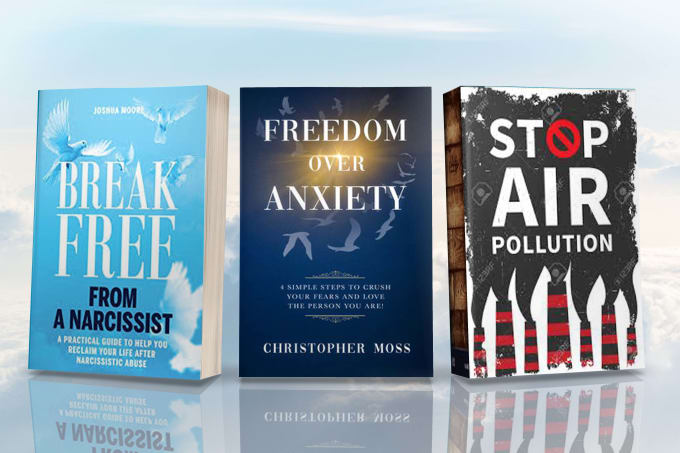 JOSHUA MOORE
BREAK
FREE
FROM
A NARCISSIST
A PRACTICAL GUIDE TO HELP YOU
RECLAIM YOUR LIFE AFTER
NARCISSISTIC ABUSE
FREEDOM
OVER
ANXIETY
4 SIMPLE STEPS TO CRUSH
YOUR FEARS AND LOVE
THE PERSON YOU ARE!
CHRISTOPHER MOSS
STOP
AIR
POLLUTION